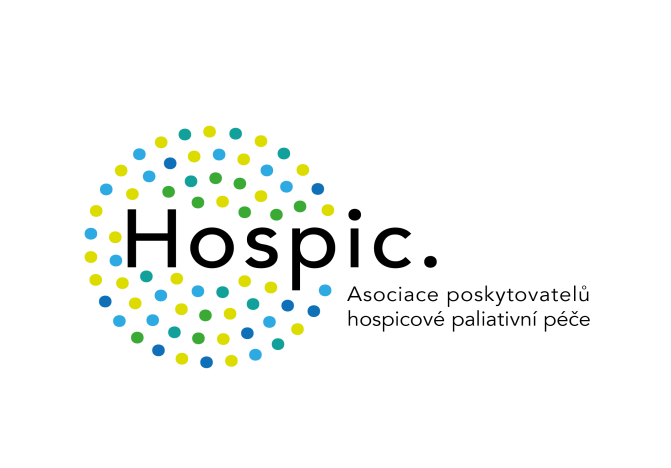 Hospic.
Asociace poskytovatelů
hospicové paliativní péče